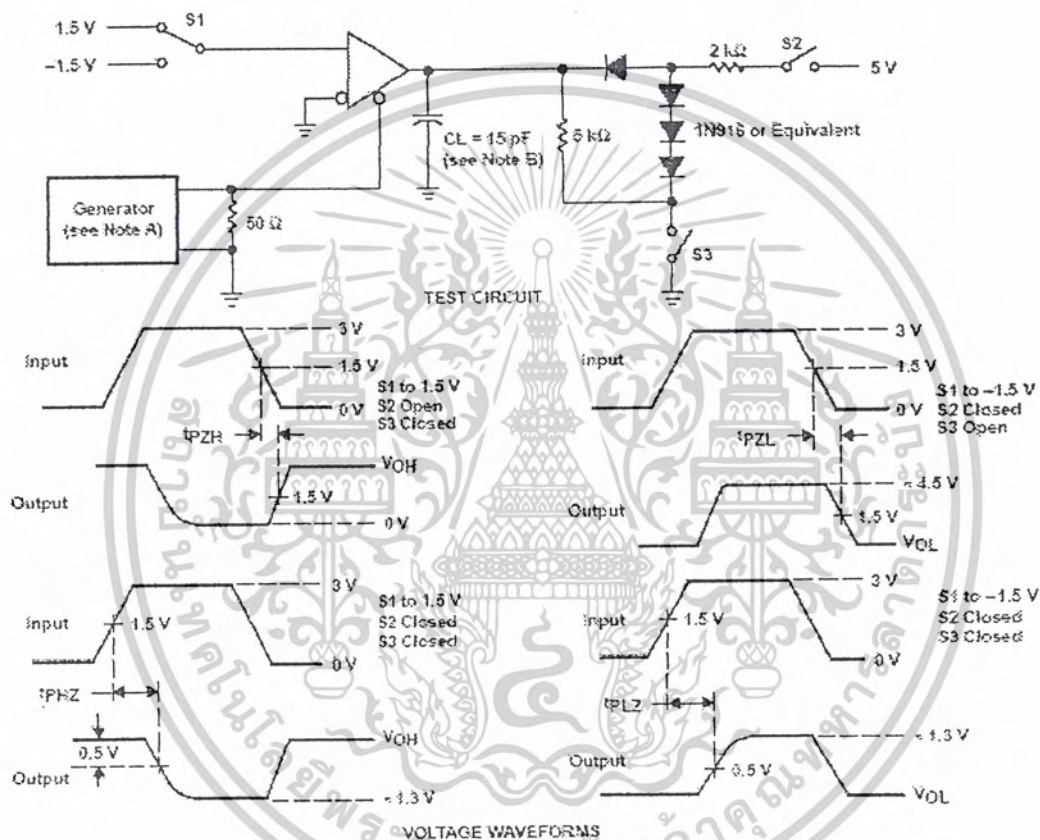 1.5 V
S1
–1.5 V
2 kΩ
S2
5 V
1N916 or Equivalent
CL = 15 pF
(see Note B)
5 kΩ
Generator
(see Note A)
50 Ω
S3
TEST CIRCUIT
Input
3 V
1.5 V
0 V
S1 to 1.5 V
S2 Open
S3 Closed
tPZH
Output
VOH
1.5 V
0 V
Input
3 V
1.5 V
0 V
S1 to –1.5 V
S2 Closed
S3 Open
tPZL
Output
≈ 4.5 V
1.5 V
VOL
Input
3 V
1.5 V
0 V
S1 to 1.5 V
S2 Closed
S3 Closed
tPHZ
0.5 V
Output
VOH
≈ 1.3 V
Input
3 V
1.5 V
0 V
S1 to –1.5 V
S2 Closed
S3 Closed
tPLZ
Output
≈ 1.3 V
0.5 V
VOL
VOLTAGE WAVEFORMS